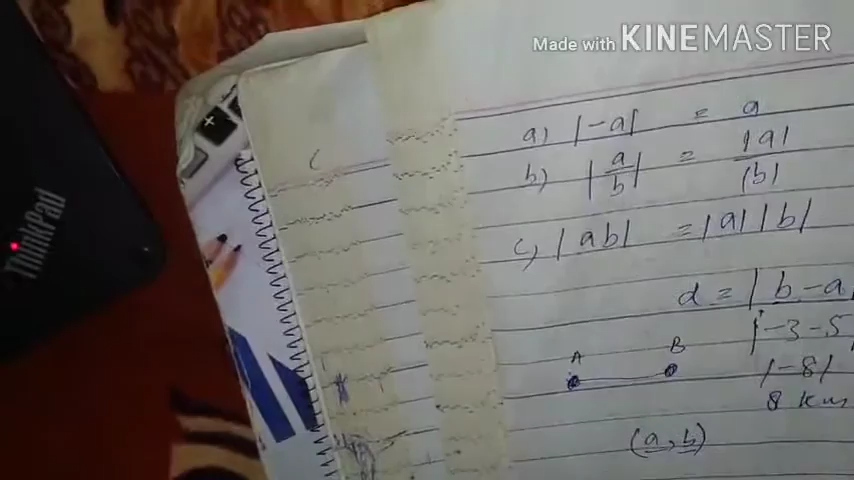 Made with KINEMASTER
ThinkPad
a) |-a| = a
b) |a/b| = |a|/|b|
c) |ab| = |a||b|
d = |b-a|
|-3-5|
A B
|-8|
8 Km
(a,b)